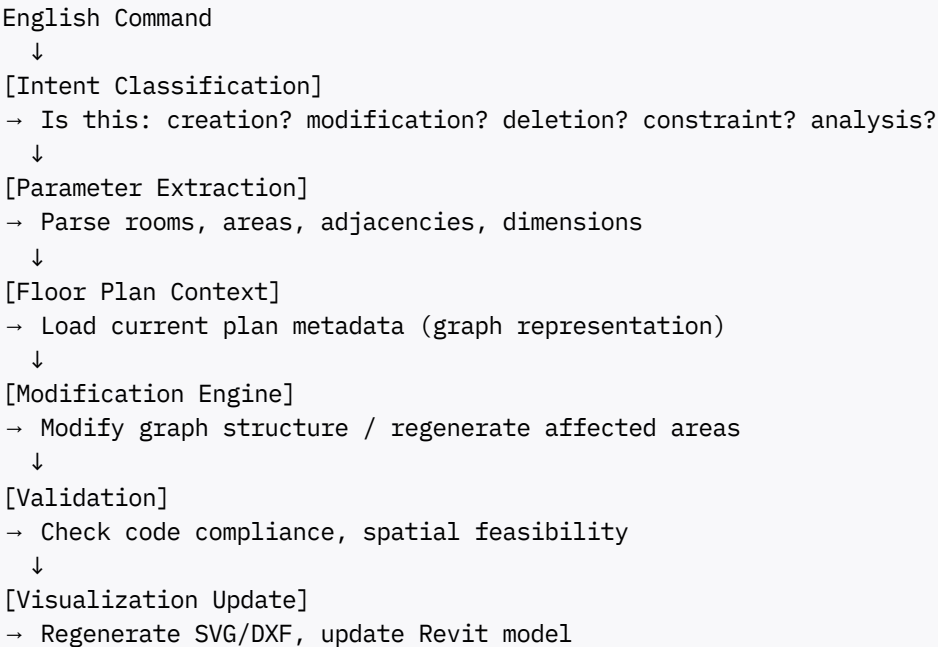 English Command
↓
[Intent Classification]
→ Is this: creation? modification? deletion? constraint? analysis?
↓
[Parameter Extraction]
→ Parse rooms, areas, adjacencies, dimensions
↓
[Floor Plan Context]
→ Load current plan metadata (graph representation)
↓
[Modification Engine]
→ Modify graph structure / regenerate affected areas
↓
[Validation]
→ Check code compliance, spatial feasibility
↓
[Visualization Update]
→ Regenerate SVG/DXF, update Revit model